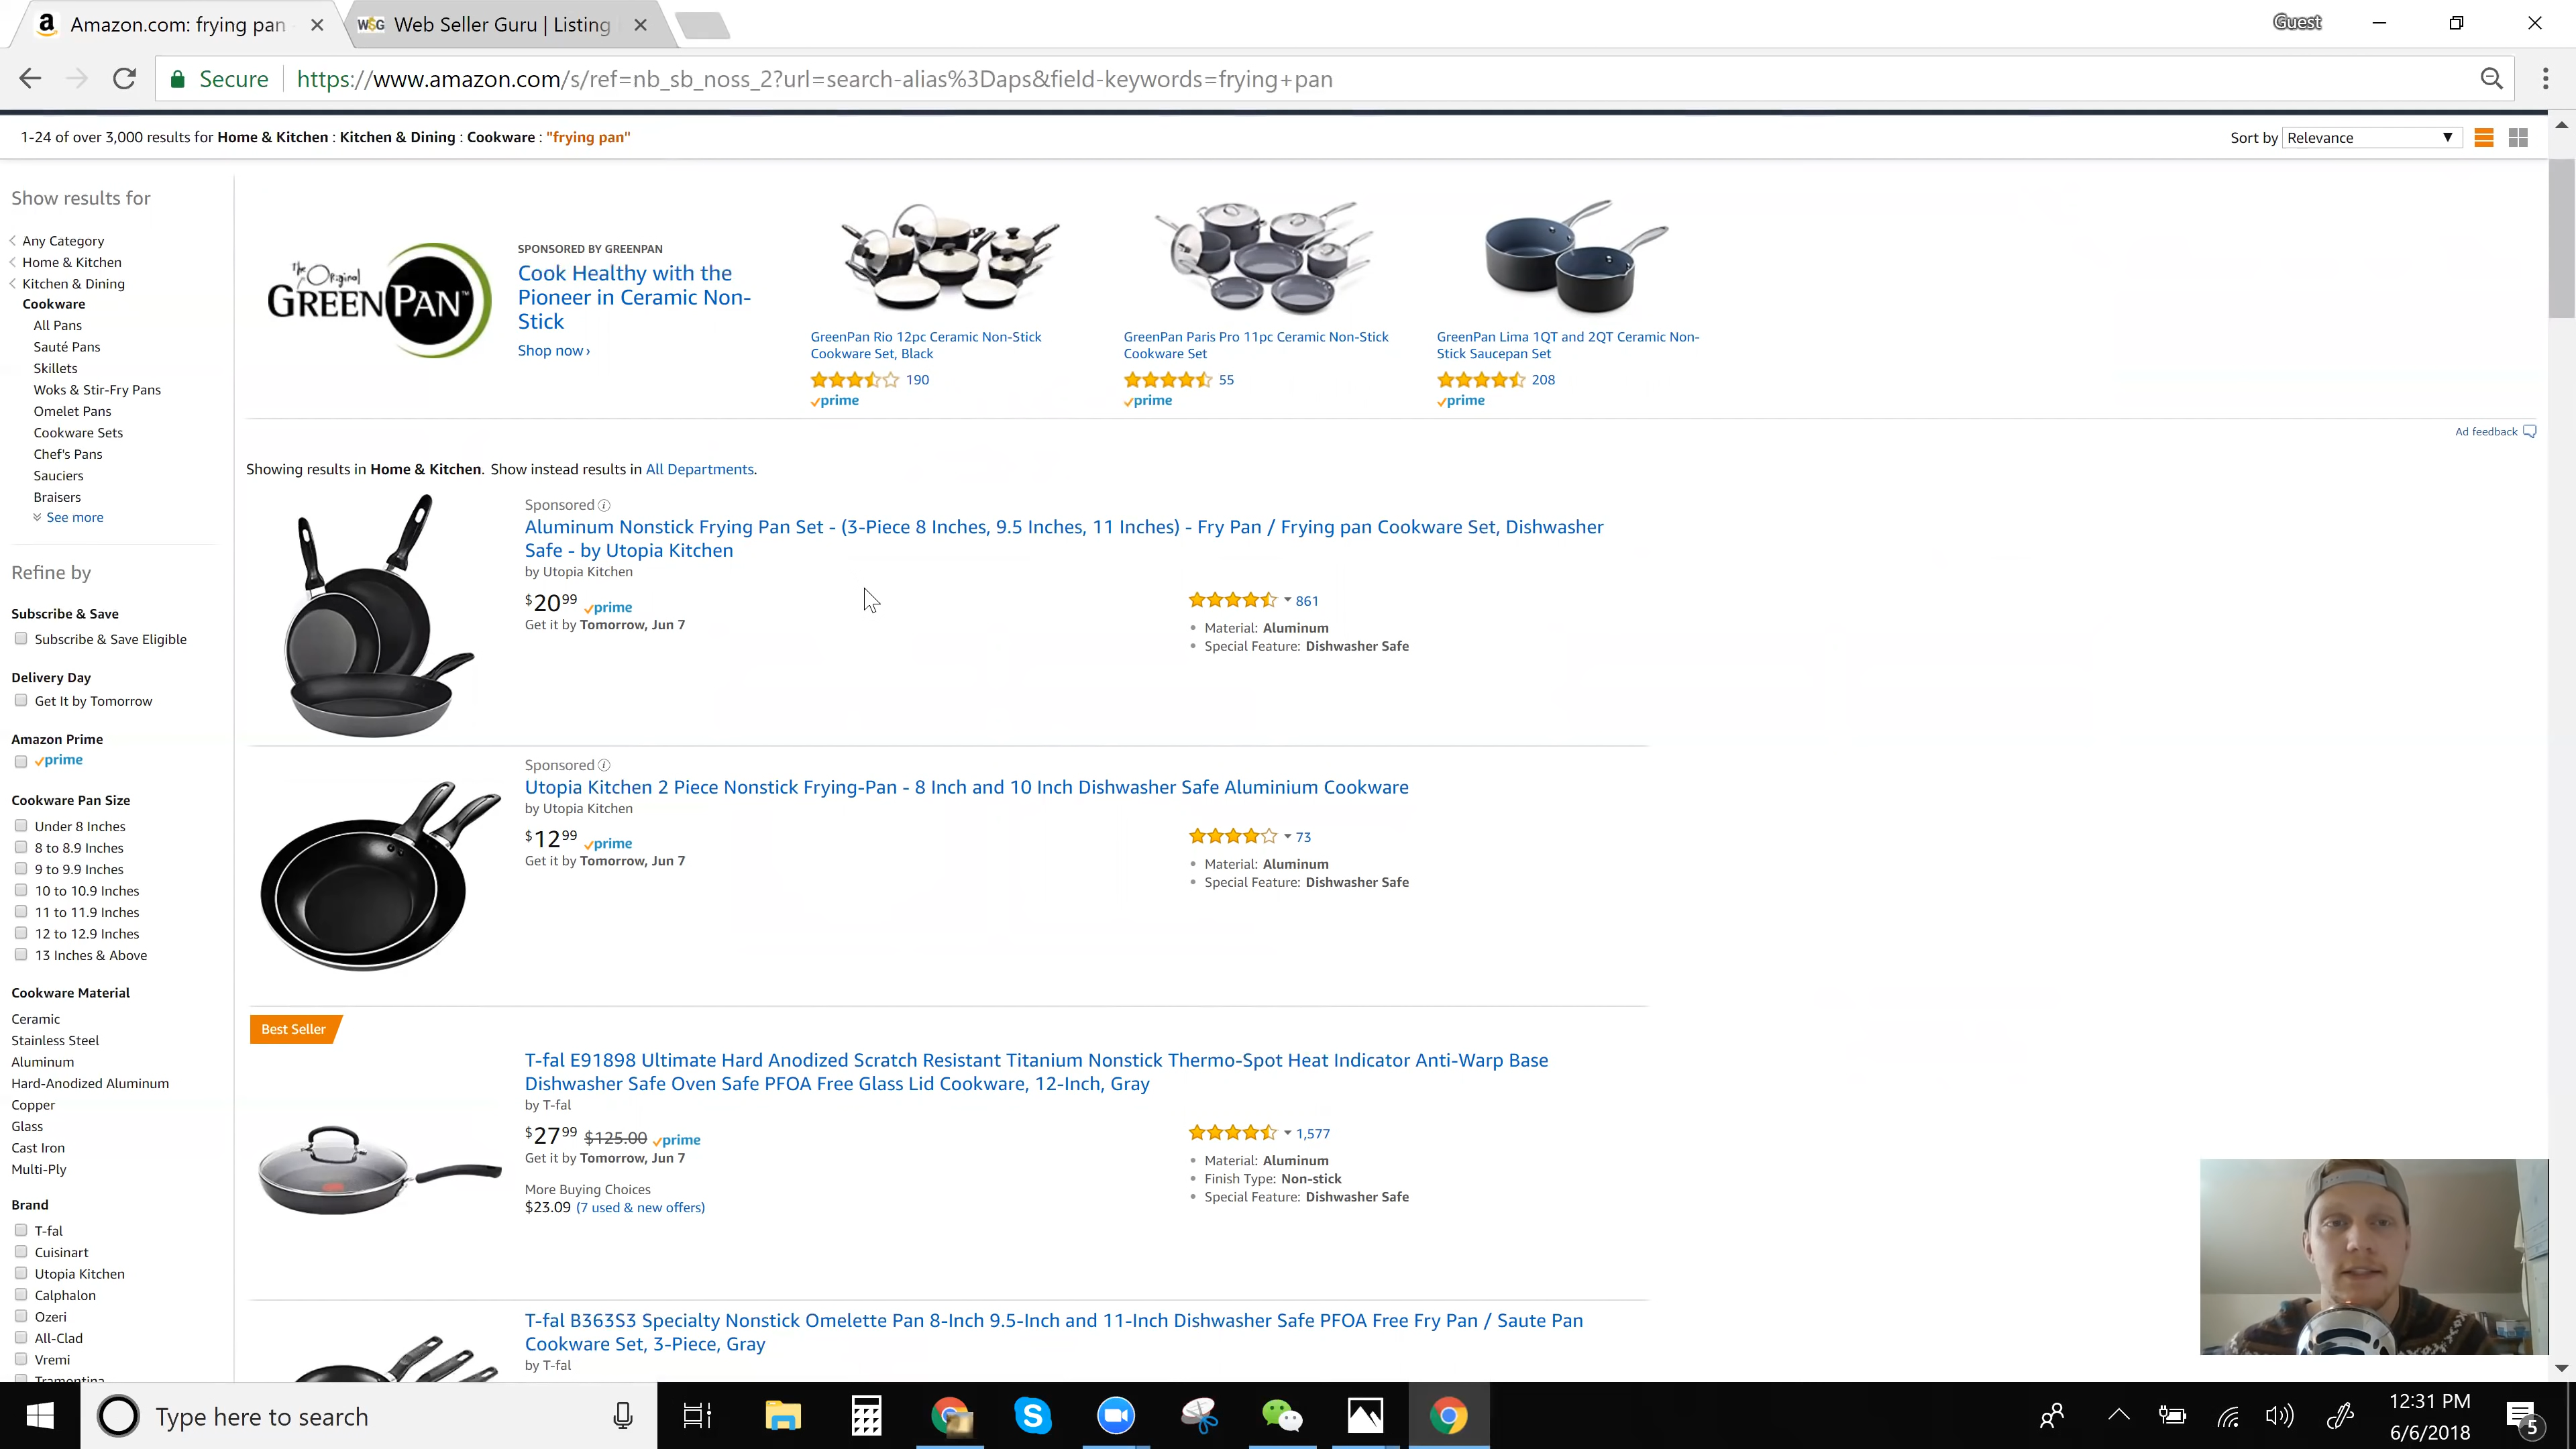 Amazon.com: frying pan
W$G Web Seller Guru | Listing
Guest
Secure https://www.amazon.com/s/ref=nb_sb_noss_2?url=search-alias%3Daps&field-keywords=frying+pan
1-24 of over 3,000 results for Home & Kitchen : Kitchen & Dining : Cookware : "frying pan"
Sort by Relevance
Show results for
Any Category
Home & Kitchen
Kitchen & Dining
Cookware
All Pans
Sauté Pans
Skillets
Woks & Stir-Fry Pans
Omelet Pans
Cookware Sets
Chef's Pans
Sauciers
Braisers
See more
Refine by
Subscribe & Save
Subscribe & Save Eligible
Delivery Day
Get It by Tomorrow
Amazon Prime
prime
Cookware Pan Size
Under 8 Inches
8 to 8.9 Inches
9 to 9.9 Inches
10 to 10.9 Inches
11 to 11.9 Inches
12 to 12.9 Inches
13 Inches & Above
Cookware Material
Ceramic
Stainless Steel
Aluminum
Hard-Anodized Aluminum
Copper
Glass
Cast Iron
Multi-Ply
Brand
T-fal
Cuisinart
Utopia Kitchen
Calphalon
Ozeri
All-Clad
Vremi
Tramontina
The Original
GREENPAN™
SPONSORED BY GREENPAN
Cook Healthy with the
Pioneer in Ceramic Non-
Stick
Shop now ›
GreenPan Rio 12pc Ceramic Non-Stick
Cookware Set, Black
190
prime
GreenPan Paris Pro 11pc Ceramic Non-Stick
Cookware Set
55
prime
GreenPan Lima 1QT and 2QT Ceramic Non-
Stick Saucepan Set
208
prime
Ad feedback
Showing results in Home & Kitchen. Show instead results in All Departments.
Sponsored
Aluminum Nonstick Frying Pan Set - (3-Piece 8 Inches, 9.5 Inches, 11 Inches) - Fry Pan / Frying pan Cookware Set, Dishwasher
Safe - by Utopia Kitchen
by Utopia Kitchen
$20 99 prime
Get it by Tomorrow, Jun 7
861
Material: Aluminum
Special Feature: Dishwasher Safe
Sponsored
Utopia Kitchen 2 Piece Nonstick Frying-Pan - 8 Inch and 10 Inch Dishwasher Safe Aluminium Cookware
by Utopia Kitchen
$12 99 prime
Get it by Tomorrow, Jun 7
73
Material: Aluminum
Special Feature: Dishwasher Safe
Best Seller
T-fal E91898 Ultimate Hard Anodized Scratch Resistant Titanium Nonstick Thermo-Spot Heat Indicator Anti-Warp Base
Dishwasher Safe Oven Safe PFOA Free Glass Lid Cookware, 12-Inch, Gray
by T-fal
$27 99 $125.00 prime
Get it by Tomorrow, Jun 7
More Buying Choices
$23.09 (7 used & new offers)
1,577
Material: Aluminum
Finish Type: Non-stick
Special Feature: Dishwasher Safe
T-fal B363S3 Specialty Nonstick Omelette Pan 8-Inch 9.5-Inch and 11-Inch Dishwasher Safe PFOA Free Fry Pan / Saute Pan
Cookware Set, 3-Piece, Gray
by T-fal
Type here to search
12:31 PM
6/6/2018
5